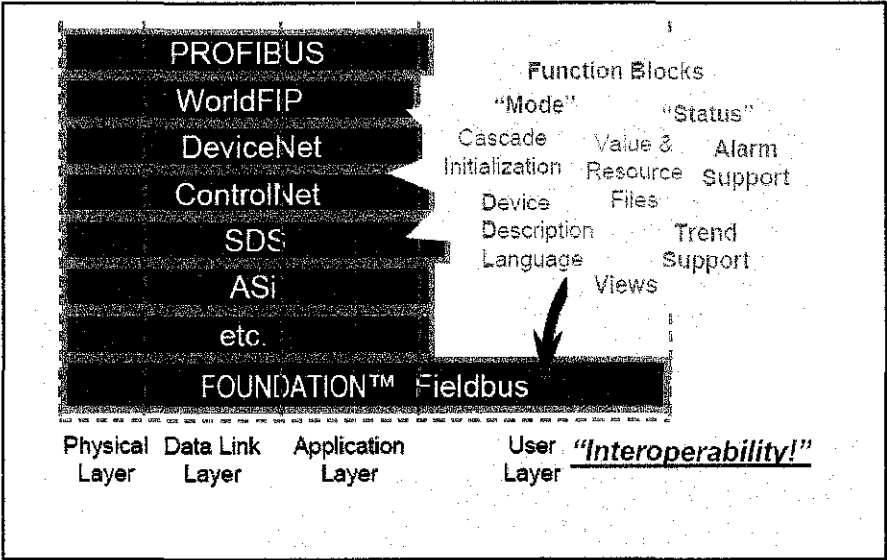 PROFIBUS
WorldFIP
DeviceNet
ControlNet
SDS
ASi
etc.
FOUNDATION™ Fieldbus
Function Blocks
“Mode”
“Status”
Cascade
Initialization
Value &
Resource
Files
Alarm
Support
Device
Description
Language
Trend
Support
Views
Physical
Layer
Data Link
Layer
Application
Layer
User
Layer
“Interoperability!”